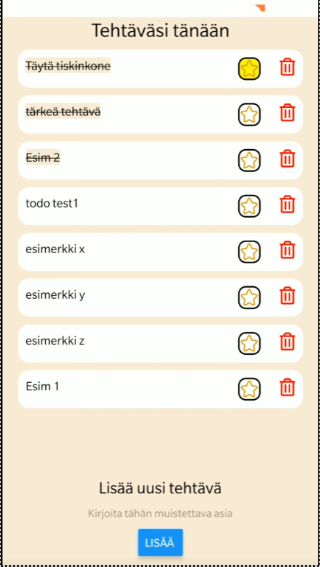 Tehtäväsi tänään
Täytä tiskinkone
tärkeä tehtävä
Esim 2
todo test1
esimerkki x
esimerkki y
esimerkki z
Esim 1
Lisää uusi tehtävä
Kirjoita tähän muistettava asia
LISÄÄ